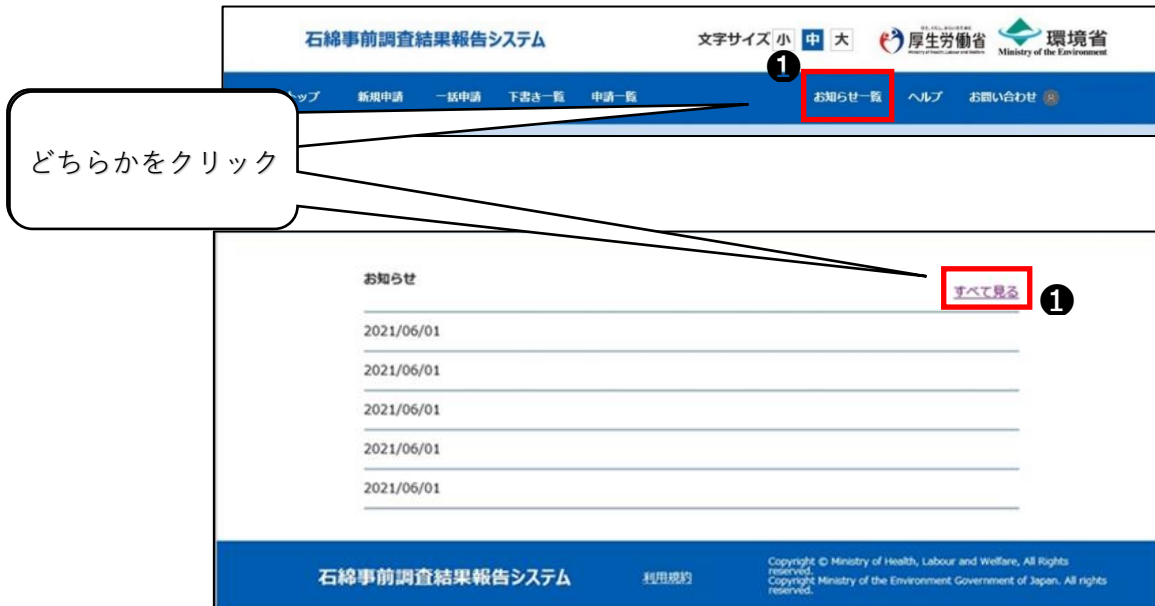 石綿事前調査結果報告システム
文字サイズ 小 中 大
厚生労働省
環境省
Ministry of the Environment
❶
トップ 新規申請 一括申請 下書き一覧 申請一覧 お知らせ一覧 ヘルプ お問い合わせ
どちらかをクリック
お知らせ
すべて見る
❶
2021/06/01
2021/06/01
2021/06/01
2021/06/01
2021/06/01
石綿事前調査結果報告システム
利用規約
Copyright © Ministry of Health, Labour and Welfare, All Rights
reserved.
Copyright Ministry of the Environment Government of Japan. All rights
reserved.